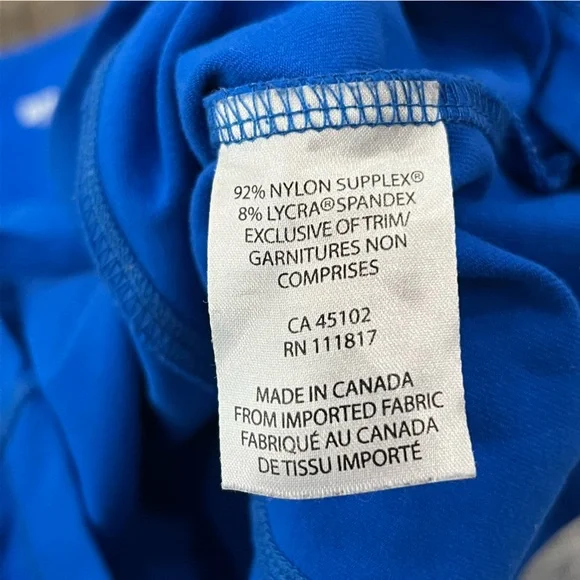 92% NYLON SUPPLEX®
8% LYCRA® SPANDEX
EXCLUSIVE OF TRIM/
GARNITURES NON
COMPRISES
CA 45102
RN 111817
MADE IN CANADA
FROM IMPORTED FABRIC
FABRIQUÉ AU CANADA
DE TISSU IMPORTÉ